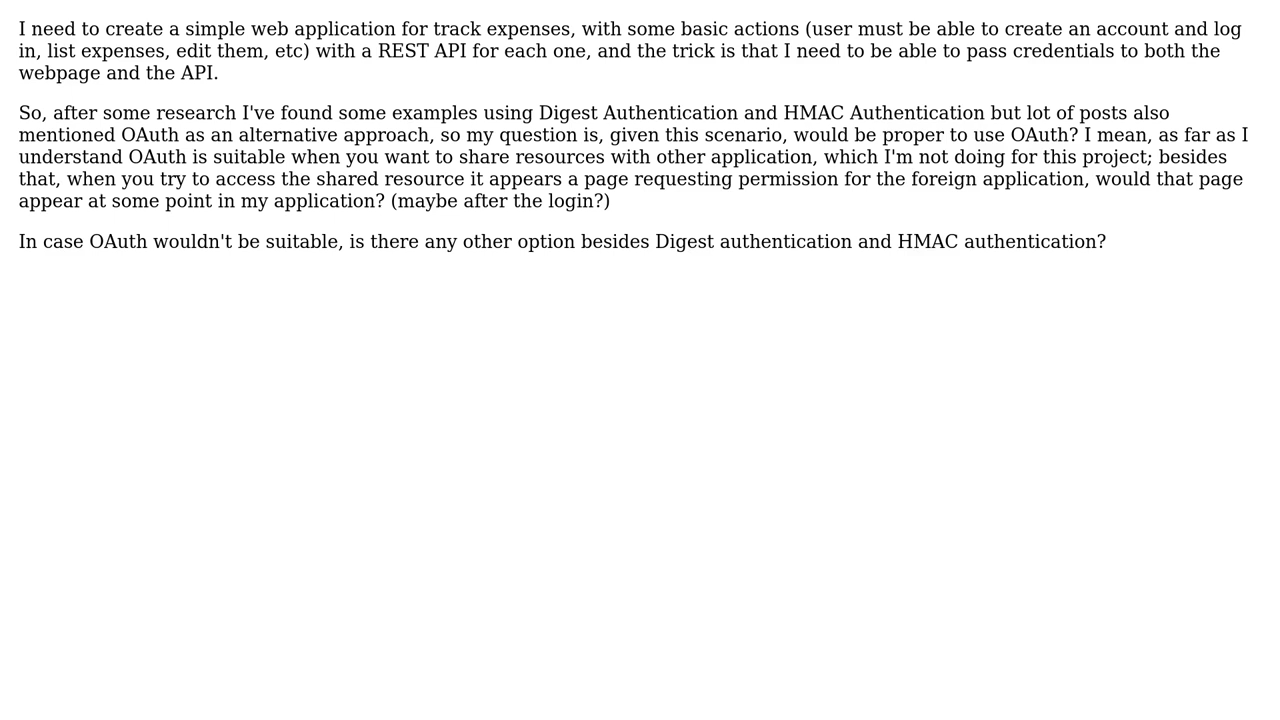 I need to create a simple web application for track expenses, with some basic actions (user must be able to create an account and log
in, list expenses, edit them, etc) with a REST API for each one, and the trick is that I need to be able to pass credentials to both the
webpage and the API.
So, after some research I've found some examples using Digest Authentication and HMAC Authentication but lot of posts also
mentioned OAuth as an alternative approach, so my question is, given this scenario, would be proper to use OAuth? I mean, as far as I
understand OAuth is suitable when you want to share resources with other application, which I'm not doing for this project; besides
that, when you try to access the shared resource it appears a page requesting permission for the foreign application, would that page
appear at some point in my application? (maybe after the login?)
In case OAuth wouldn't be suitable, is there any other option besides Digest authentication and HMAC authentication?